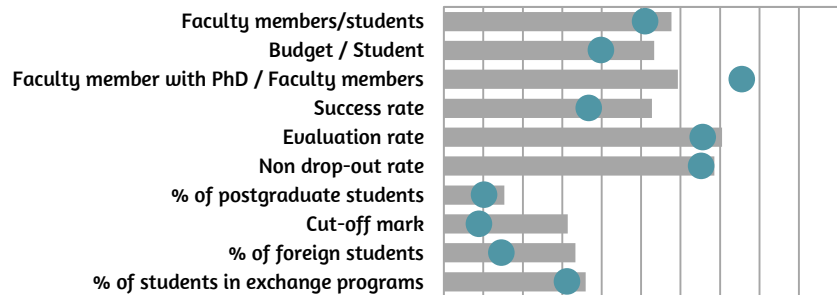 Faculty members/students
Budget / Student
Faculty member with PhD / Faculty members
Success rate
Evaluation rate
Non drop-out rate
% of postgraduate students
Cut-off mark
% of foreign students
% of students in exchange programs